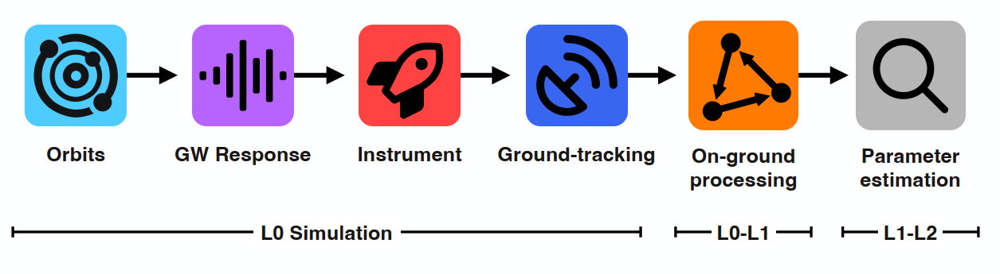 Orbits
GW Response
Instrument
Ground-tracking
On-ground
processing
Parameter
estimation
L0 Simulation
L0-L1
L1-L2